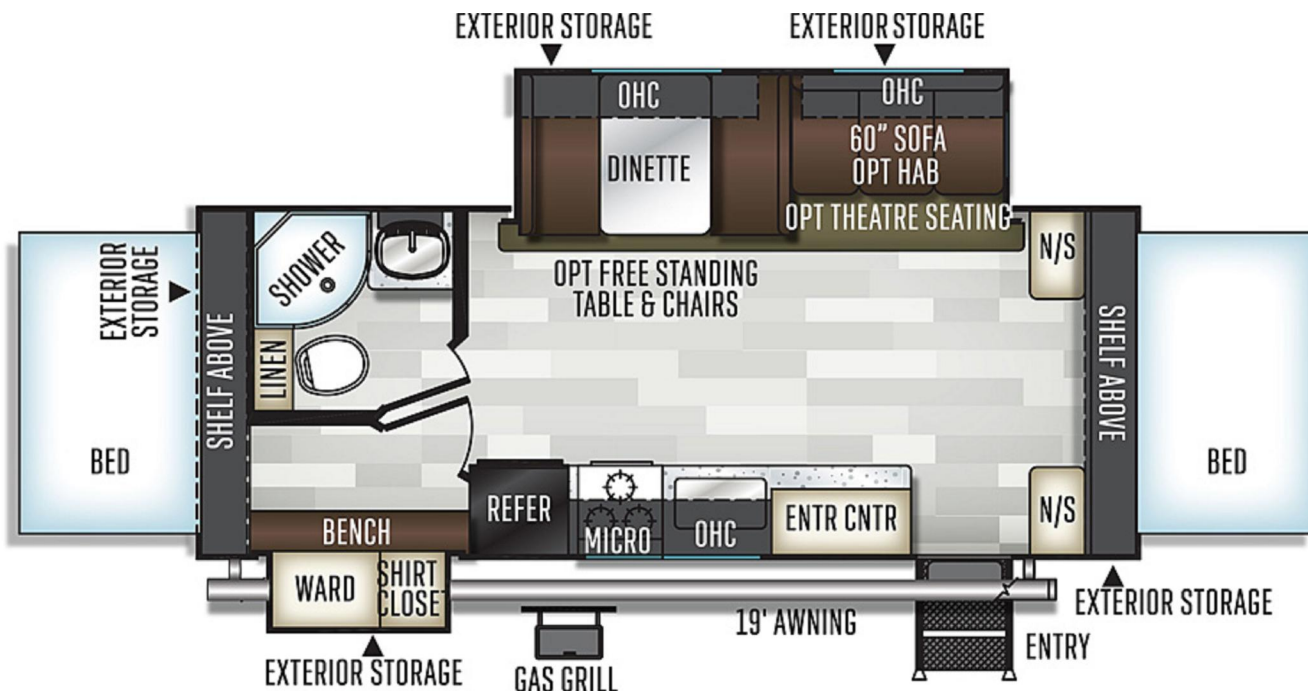 EXTERIOR STORAGE
EXTERIOR STORAGE
OHC
OHC
DINETTE
60" SOFA
OPT HAB
OPT THEATRE SEATING
OPT FREE STANDING
TABLE & CHAIRS
N/S
EXTERIOR
STORAGE
SHOWER
LINEN
SHELF ABOVE
SHELF ABOVE
BED
BED
REFER
MICRO
OHC
ENTR CNTR
N/S
BENCH
WARD
SHIRT
CLOSET
19' AWNING
EXTERIOR STORAGE
ENTRY
EXTERIOR STORAGE
GAS GRILL